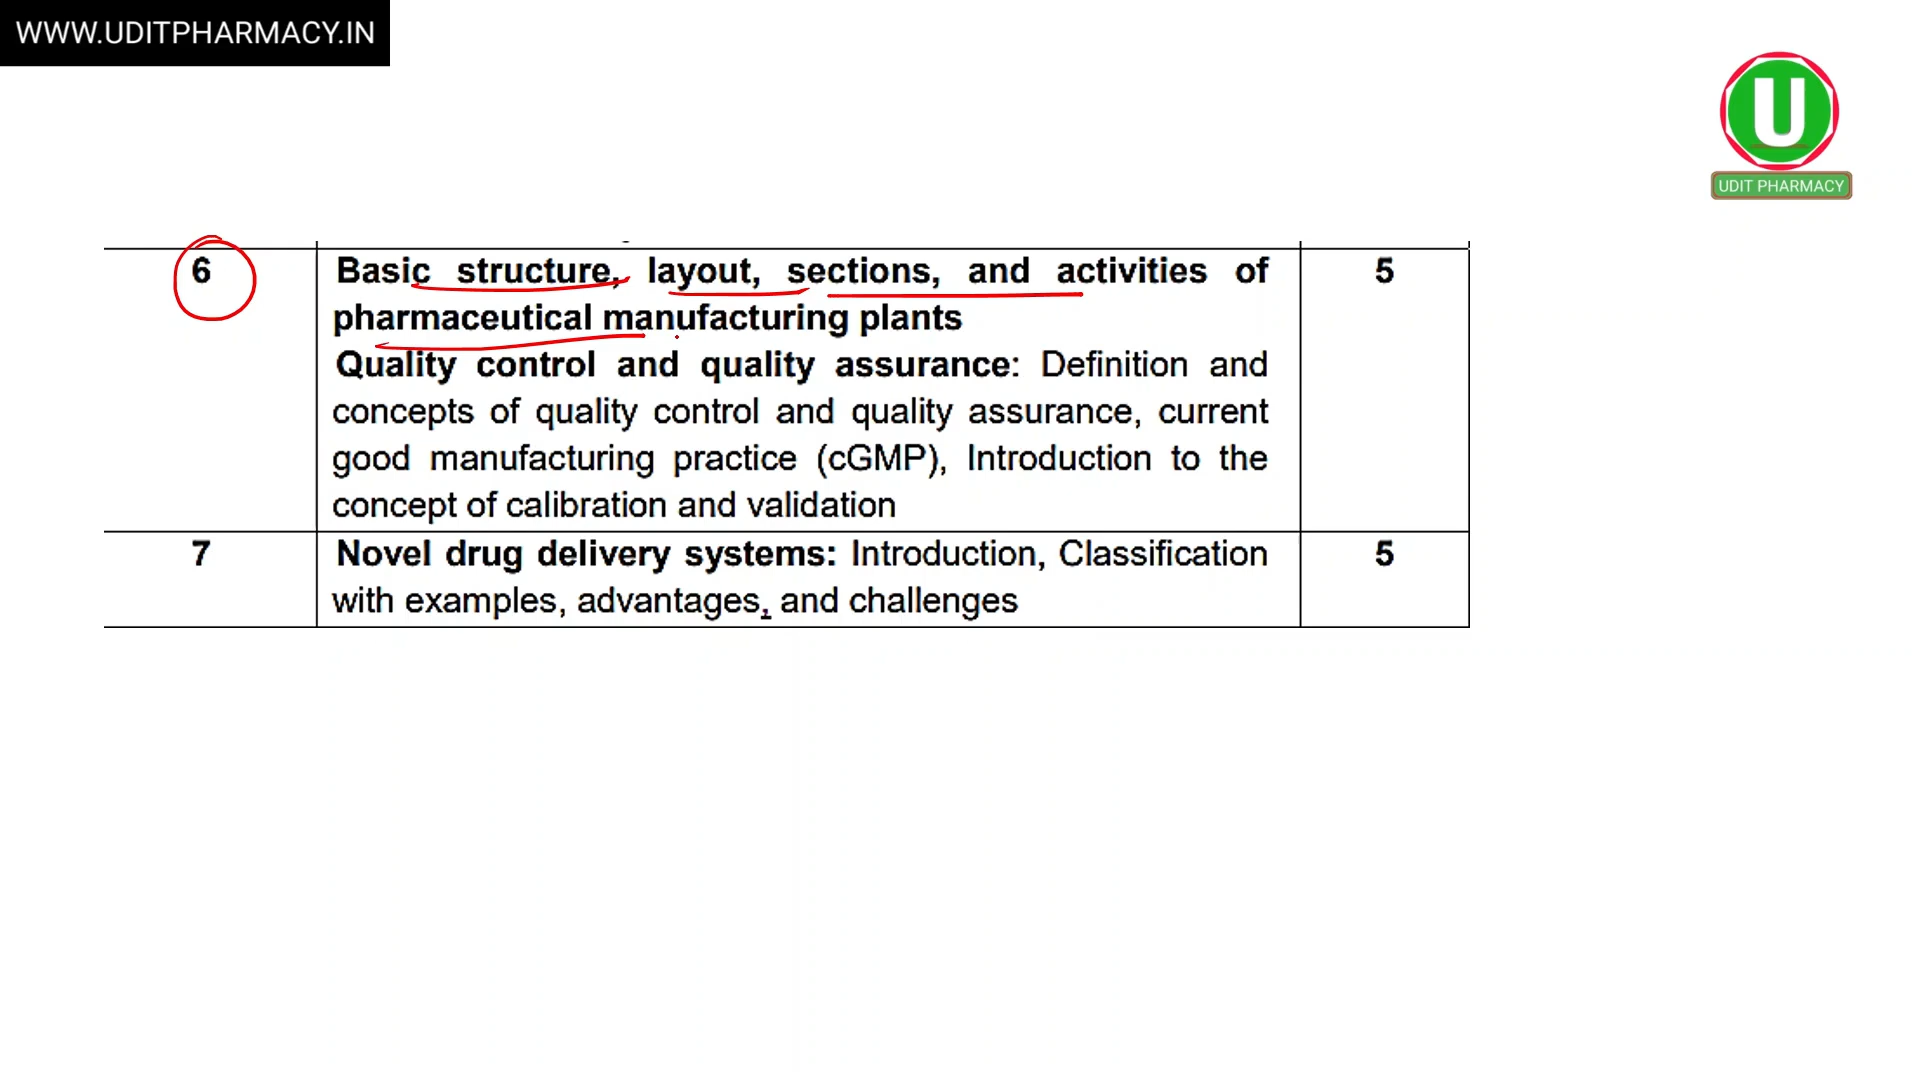 WWW.UDITPHARMACY.IN
U
UDIT PHARMACY
6 Basic structure, layout, sections, and activities of 5
pharmaceutical manufacturing plants
Quality control and quality assurance: Definition and
concepts of quality control and quality assurance, current
good manufacturing practice (cGMP), Introduction to the
concept of calibration and validation
7 Novel drug delivery systems: Introduction, Classification 5
with examples, advantages, and challenges